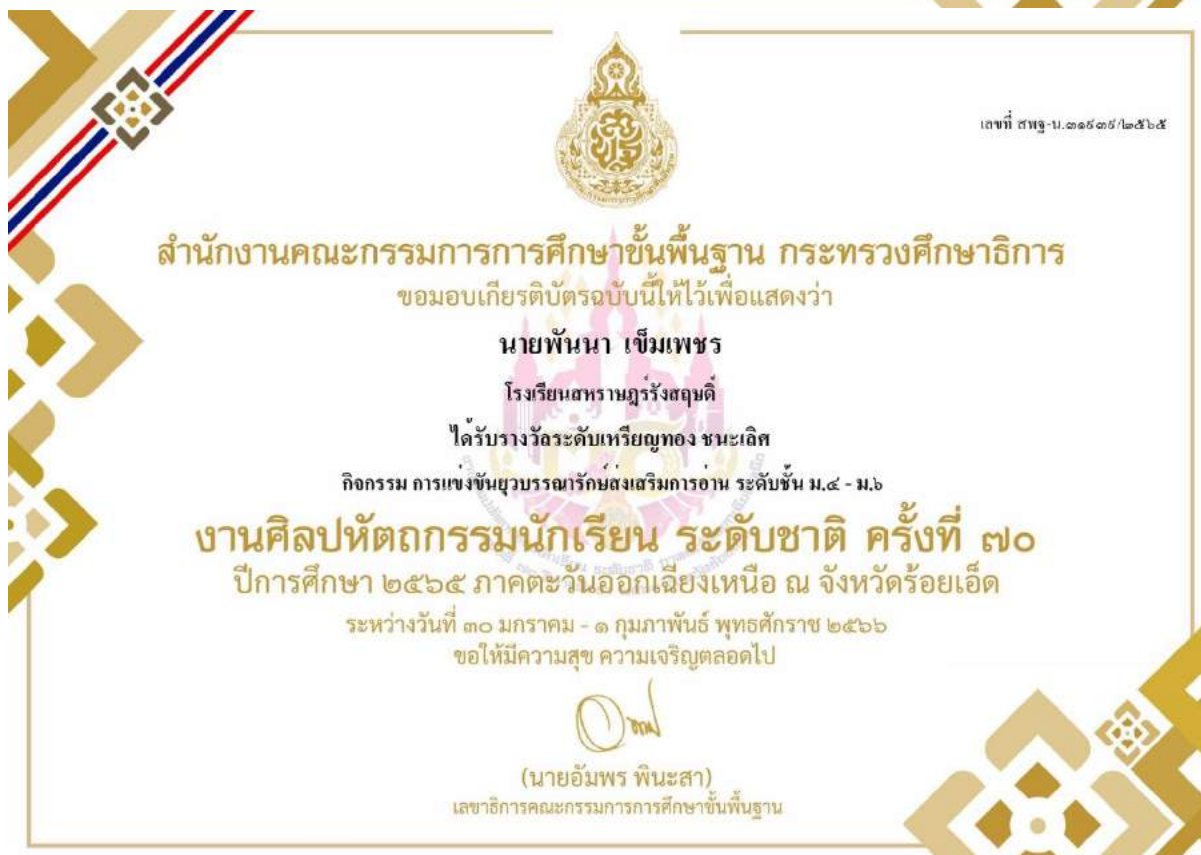 เลขที่ สพฐ-น.๓๑๙๓๙/๒๕๖๕
สำนักงานคณะกรรมการการศึกษาขั้นพื้นฐาน กระทรวงศึกษาธิการ
ขอมอบเกียรติบัตรฉบับนี้ให้ไว้เพื่อแสดงว่า
นายพันนา เข็มเพชร
โรงเรียนสหราษฎร์รังสฤษดิ์
ได้รับรางวัลระดับเหรียญทอง ชนะเลิศ
กิจกรรม การแข่งขันยุวบรรณารักษ์ส่งเสริมการอ่าน ระดับชั้น ม.๔ - ม.๖
งานศิลปหัตถกรรมนักเรียน ระดับชาติ ครั้งที่ ๗๐
ปีการศึกษา ๒๕๖๕ ภาคตะวันออกเฉียงเหนือ ณ จังหวัดร้อยเอ็ด
ระหว่างวันที่ ๓๐ มกราคม - ๑ กุมภาพันธ์ พุทธศักราช ๒๕๖๖
ขอให้มีความสุข ความเจริญตลอดไป
(นายอัมพร พินะสา)
เลขาธิการคณะกรรมการการศึกษาขั้นพื้นฐาน